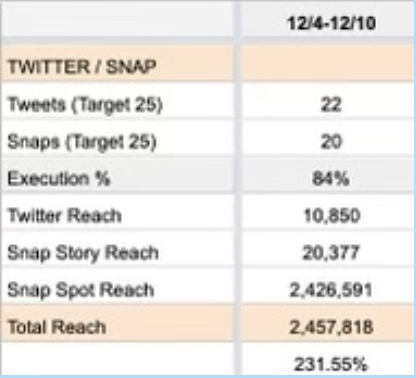 12/4-12/10
TWITTER / SNAP
Tweets (Target 25) 22
Snaps (Target 25) 20
Execution % 84%
Twitter Reach 10,850
Snap Story Reach 20,377
Snap Spot Reach 2,426,591
Total Reach 2,457,818
231.55%